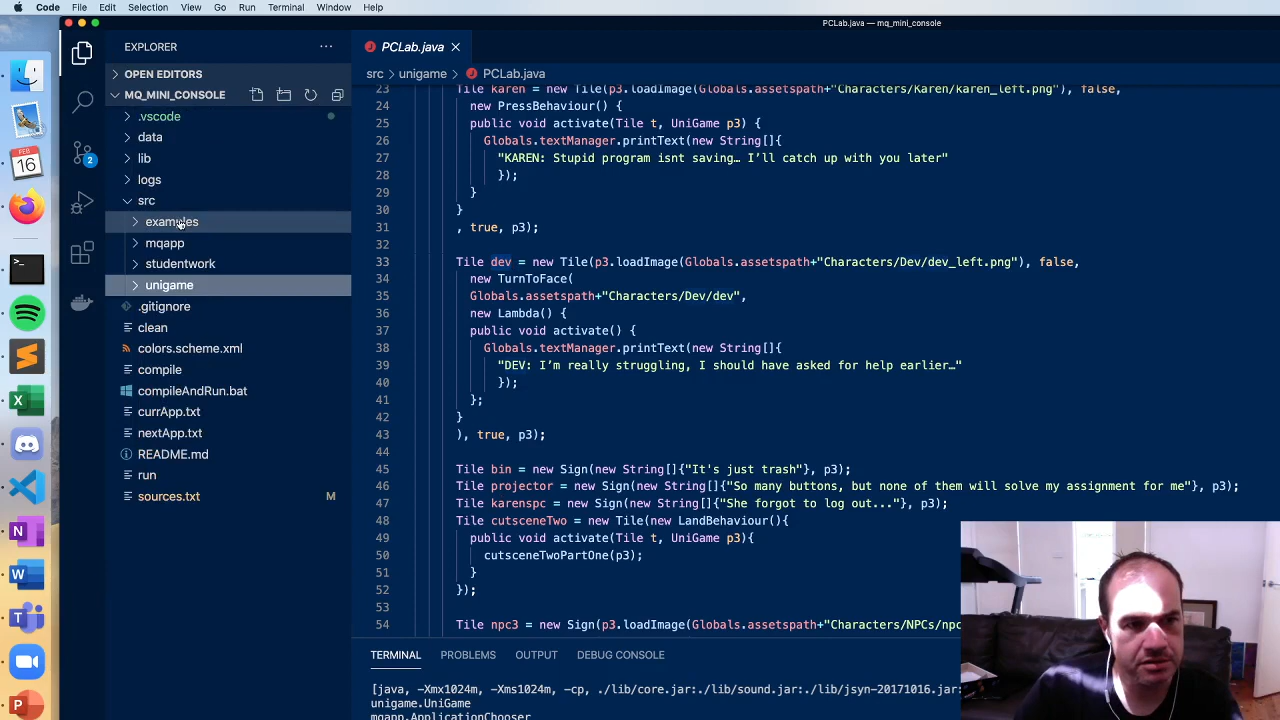 Code File Edit Selection View Go Run Terminal Window Help
PCLab.java — mq_mini_console
EXPLORER
OPEN EDITORS
MQ_MINI_CONSOLE
.vscode
data
lib
logs
src
examples
mqapp
studentwork
unigame
.gitignore
clean
colors.scheme.xml
compile
compileAndRun.bat
currApp.txt
nextApp.txt
README.md
run
sources.txt M
FEB
16
2
PCLab.java
src > unigame > PCLab.java
23 Tile karen = new Tile(p3.loadImage(Globals.assetspath+"Characters/Karen/karen_left.png"), false,
24 new PressBehaviour() {
25 public void activate(Tile t, UniGame p3) {
26 Globals.textManager.printText(new String[]{
27 "KAREN: Stupid program isnt saving… I’ll catch up with you later"
28 });
29 }
30 }
31 , true, p3);
32
33 Tile dev = new Tile(p3.loadImage(Globals.assetspath+"Characters/Dev/dev_left.png"), false,
34 new TurnToFace(
35 Globals.assetspath+"Characters/Dev/dev",
36 new Lambda() {
37 public void activate() {
38 Globals.textManager.printText(new String[]{
39 "DEV: I’m really struggling, I should have asked for help earlier…"
40 });
41 };
42 }
43 ), true, p3);
44
45 Tile bin = new Sign(new String[]{"It's just trash"}, p3);
46 Tile projector = new Sign(new String[]{"So many buttons, but none of them will solve my assignment for me"}, p3);
47 Tile karenspc = new Sign(new String[]{"She forgot to log out..."}, p3);
48 Tile cutsceneTwo = new Tile(new LandBehaviour(){
49 public void activate(Tile t, UniGame p3){
50 cutsceneTwoPartOne(p3);
51 }
52 });
53
54 Tile npc3 = new Sign(p3.loadImage(Globals.assetspath+"Characters/NPCs/npc
TERMINAL PROBLEMS OUTPUT DEBUG CONSOLE
[java, -Xmx1024m, -Xms1024m, -cp, ./lib/core.jar:./lib/sound.jar:./lib/jsyn-20171016.jar:
unigame.UniGame
mqapp.ApplicationChooser